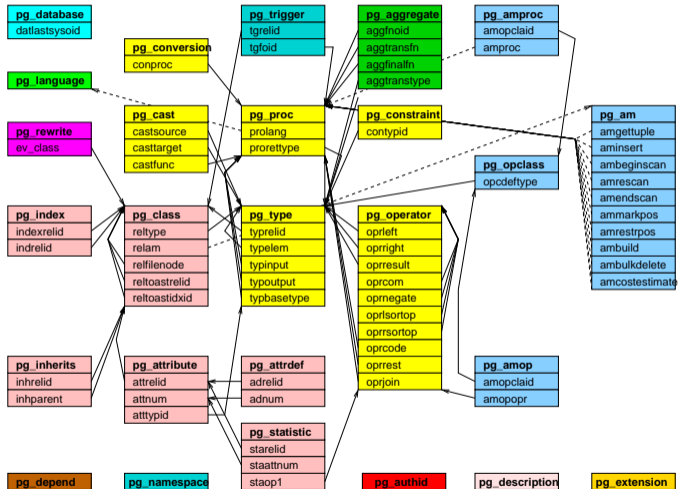 pg_database
datlastsysoid
pg_trigger
tgrelid
tgfoid
pg_aggregate
aggfnoid
aggtransfn
aggfinalfn
aggtranstype
pg_amproc
amopclaid
amproc
pg_conversion
conproc
pg_language
pg_cast
castsource
casttarget
castfunc
pg_proc
prolang
prorettype
pg_constraint
contypid
pg_am
amgettuple
aminsert
ambeginscan
amrescan
amendscan
ammarkpos
amrestrpos
ambuild
ambulkdelete
amcostestimate
pg_rewrite
ev_class
pg_opclass
opcdeftype
pg_index
indexrelid
indrelid
pg_class
reltype
relam
relfilenode
reltoastrelid
reltoastidxid
pg_type
typrelid
typelem
typinput
typoutput
typbasetype
pg_operator
oprleft
oprright
oprresult
oprcom
oprnegate
oprlsortop
oprrsortop
oprcode
oprrest
oprjoin
pg_inherits
inhrelid
inhparent
pg_attribute
attrelid
attnum
atttypid
pg_attrdef
adrelid
adnum
pg_amop
amopclaid
amopopr
pg_statistic
starelid
staattnum
staop1
pg_depend
pg_namespace
pg_authid
pg_description
pg_extension